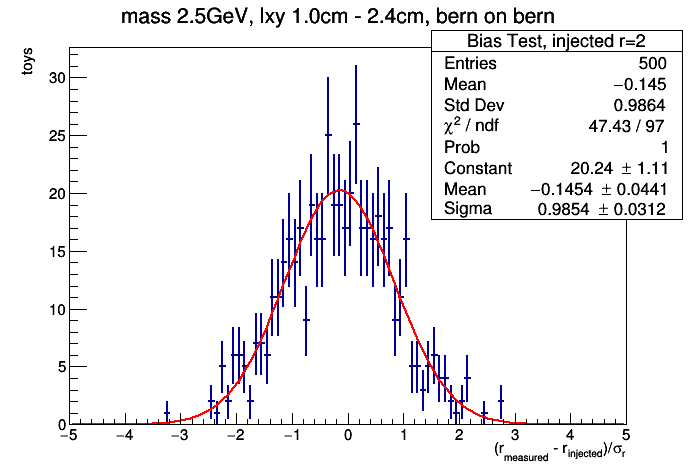 mass 2.5GeV, lxy 1.0cm - 2.4cm, bern on bern
Bias Test, injected r=2
Entries 500
Mean −0.145
Std Dev 0.9864
χ² / ndf 47.43 / 97
Prob 1
Constant 20.24 ± 1.11
Mean −0.1454 ± 0.0441
Sigma 0.9854 ± 0.0312
toys
30
25
20
15
10
5
0
−5 −4 −3 −2 −1 0 1 2 3 4 5
(r_measured - r_injected)/σ_r